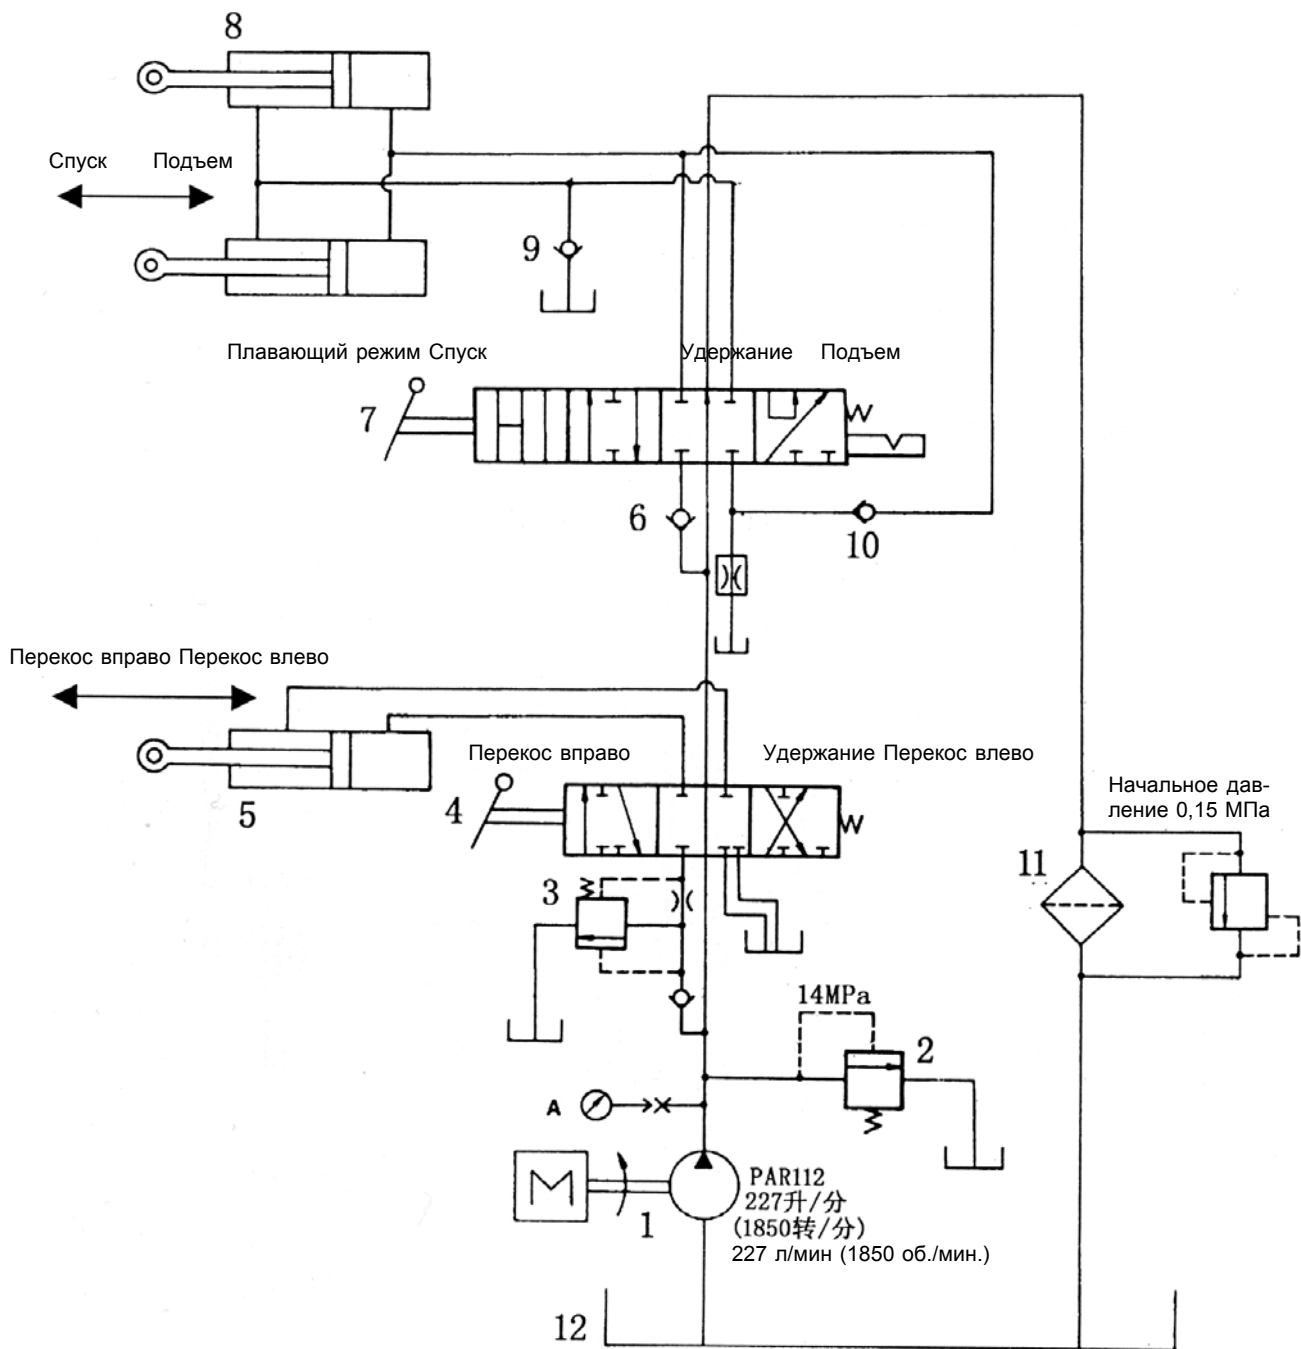 8
Спуск Подъем
9
Плавающий режим Спуск Удержание Подъем
7
6
10
Перекос вправо Перекос влево
Перекос вправо Удержание Перекос влево
4
5
Начальное дав-
ление 0,15 МПа
11
3
14MPa
2
A
M
1
PAR112
227升/分
(1850转/分)
227 л/мин (1850 об./мин.)
12